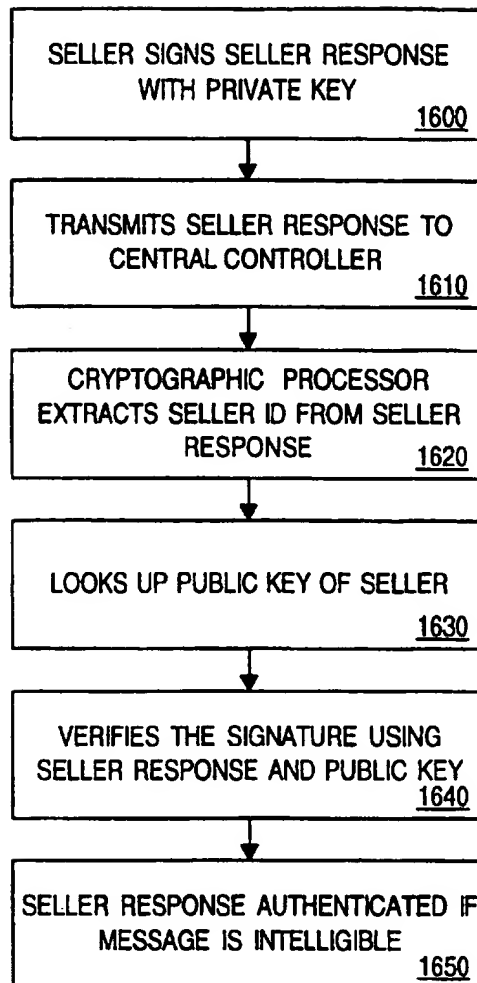 SELLER SIGNS SELLER RESPONSE
WITH PRIVATE KEY
1600
TRANSMITS SELLER RESPONSE TO
CENTRAL CONTROLLER
1610
CRYPTOGRAPHIC PROCESSOR
EXTRACTS SELLER ID FROM SELLER
RESPONSE
1620
LOOKS UP PUBLIC KEY OF SELLER
1630
VERIFIES THE SIGNATURE USING
SELLER RESPONSE AND PUBLIC KEY
1640
SELLER RESPONSE AUTHENTICATED IF
MESSAGE IS INTELLIGIBLE
1650